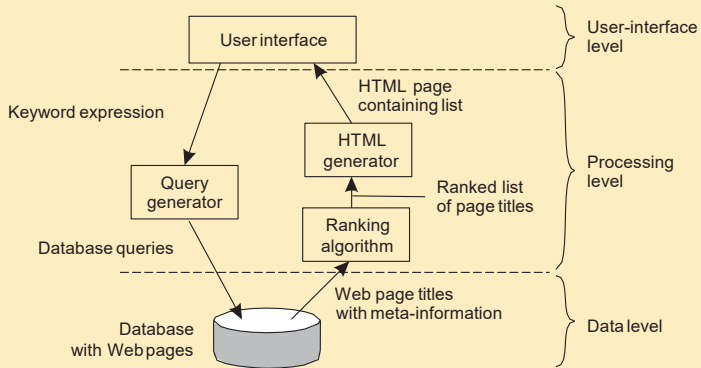 User interface
User-interface
level
Keyword expression
HTML page
containing list
HTML
generator
Processing
level
Query
generator
Ranked list
of page titles
Ranking
algorithm
Database queries
Web page titles
with meta-information
Database
with Web pages
Data level